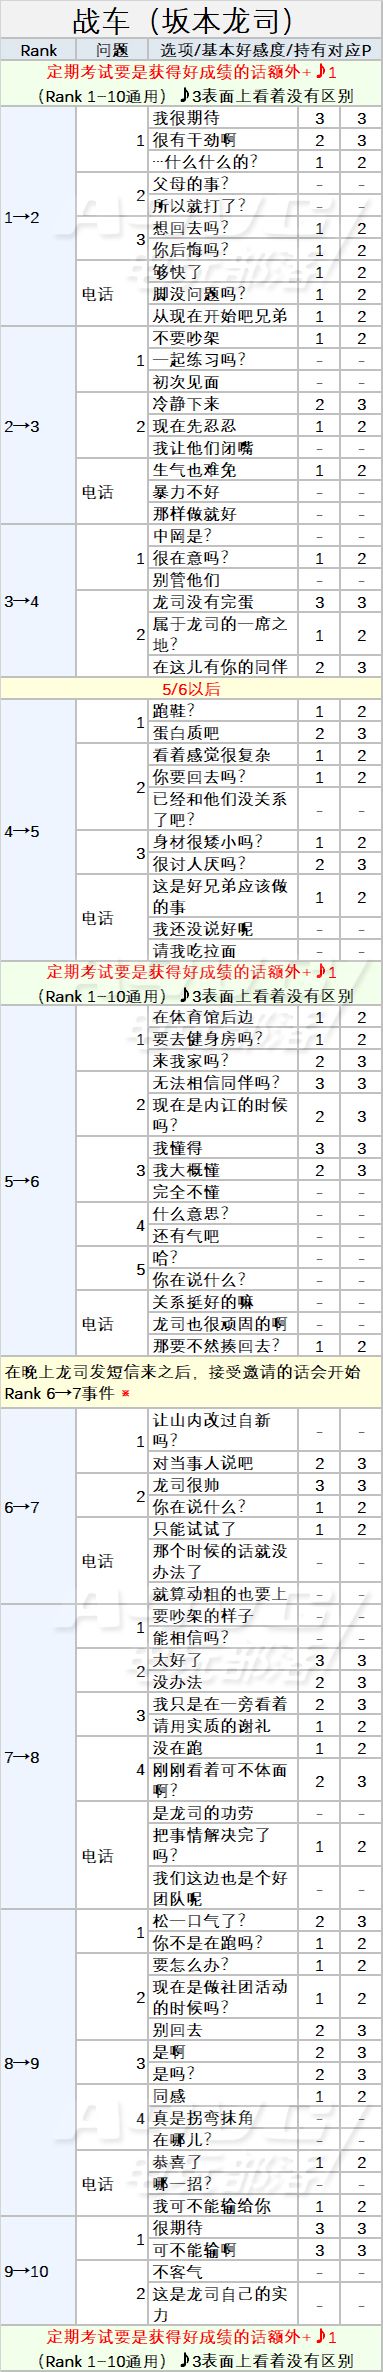 战车（坂本龙司）
Rank 问题 选项/基本好感度/持有对应P
定期考试要是获得好成绩的话额外+♪1
（Rank 1-10通用）♪3表面上看着没有区别
1→2
1
我很期待 3 3
很有干劲啊 2 3
…什么什么的？ 1 2
2
父母的事？ - -
所以就打了？ - -
3
想回去吗？ 1 2
你后悔吗？ 1 2
电话
够快了 1 2
脚没问题吗？ 1 2
从现在开始吧兄弟 1 2
2→3
1
不要吵架 1 2
一起练习吗？ - -
初次见面 - -
2
冷静下来 2 3
现在先忍忍 1 2
我让他们闭嘴 - -
电话
生气也难免 1 2
暴力不好 - -
那样做就好 - -
3→4
1
中岡是？ - -
很在意吗？ 1 2
别管他们 - -
2
龙司没有完蛋 3 3
属于龙司的一席之
地？ 1 2
在这儿有你的同伴 2 3
5/6以后
4→5
1
跑鞋？ 1 2
蛋白质吧 2 3
2
看着感觉很复杂 1 2
你要回去吗？ 1 2
已经和他们没关系
了吧？ - -
3
身材很矮小吗？ 1 2
很讨人厌吗？ 2 3
电话
这是好兄弟应该做
的事 1 2
我还没说好呢 - -
请我吃拉面 - -
定期考试要是获得好成绩的话额外+♪1
（Rank 1-10通用）♪3表面上看着没有区别
5→6
1
在体育馆后边 1 2
要去健身房吗？ 1 2
来我家吗？ 2 3
2
无法相信同伴吗？ 3 3
现在是内讧的时候
吗？ 2 3
3
我懂得 3 3
我大概懂 2 3
完全不懂 - -
4
什么意思？ - -
还有气吧 - -
5
哈？ - -
你在说什么？ - -
电话
关系挺好的嘛 - -
龙司也很顽固的啊 - -
那要不然揍回去？ 1 2
在晚上龙司发短信来之后，接受邀请的话会开始
Rank 6→7事件 ※
6→7
1
让山内改过自新
吗？ - -
对当事人说吧 2 3
2
龙司很帅 3 3
你在说什么？ 1 2
电话
只能试试了 1 2
那个时候的话就没
办法了 - -
就算动粗的也要上 - -
7→8
1
要吵架的样子 - -
能相信吗？ - -
2
太好了 3 3
没办法 2 3
3
我只是在一旁看着 2 3
请用实质的谢礼 1 2
4
没在跑 1 2
刚刚看着可不体面
啊？ 2 3
电话
是龙司的功劳 - -
把事情解决完了
吗？ 1 2
我们这边也是个好
团队呢 - -
8→9
1
松一口气了？ 2 3
你不是在跑吗？ 1 2
2
要怎么办？ 1 2
现在是做社团活动
的时候吗？ 1 2
别回去 2 3
3
是啊 2 3
是吗？ 2 3
4
同感 1 2
真是拐弯抹角 - -
在哪儿？ - -
电话
恭喜了 1 2
哪一招？ - -
我可不能输给你 1 2
9→10
1
很期待 3 3
可不能输啊 3 3
2
不客气 - -
这是龙司自己的实
力 - -
定期考试要是获得好成绩的话额外+♪1
（Rank 1-10通用）♪3表面上看着没有区别